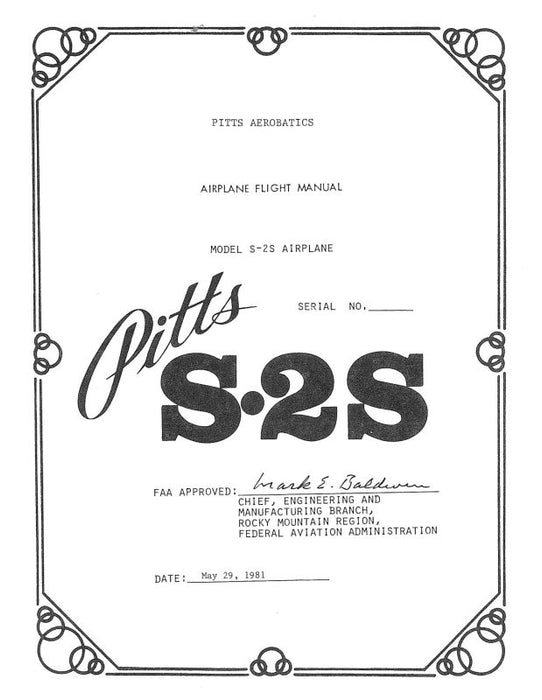 PITTS AEROBATICS
AIRPLANE FLIGHT MANUAL
MODEL S-2S AIRPLANE
SERIAL NO.
Pitts
S·2S
FAA APPROVED: Mark E. Baldwin
CHIEF, ENGINEERING AND
MANUFACTURING BRANCH,
ROCKY MOUNTAIN REGION,
FEDERAL AVIATION ADMINISTRATION
DATE: May 29, 1981